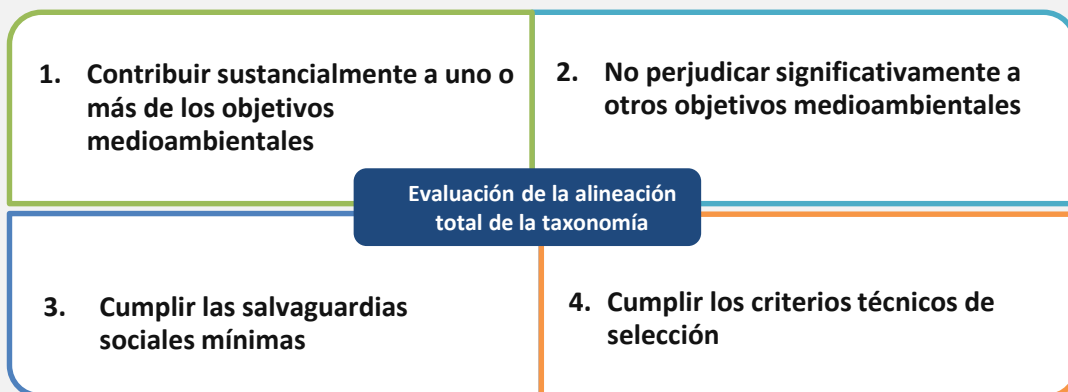 1. Contribuir sustancialmente a uno o
más de los objetivos
medioambientales
2. No perjudicar significativamente a
otros objetivos medioambientales
Evaluación de la alineación
total de la taxonomía
3. Cumplir las salvaguardias
sociales mínimas
4. Cumplir los criterios técnicos de
selección